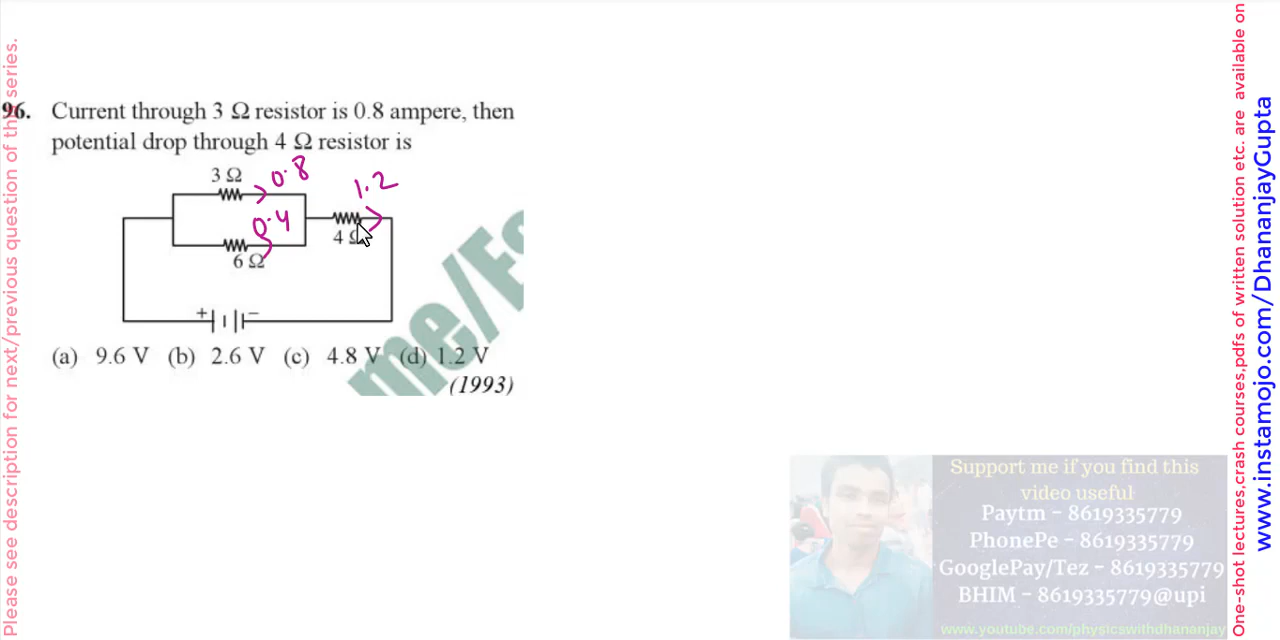 Please see description for next/previous question of this series.
96. Current through 3 Ω resistor is 0.8 ampere, then
potential drop through 4 Ω resistor is
3 Ω
0.8
1.2
0.4
4 Ω
6 Ω
+ −
(a) 9.6 V (b) 2.6 V (c) 4.8 V (d) 1.2 V
(1993)
me/Es
Support me if you find this
video useful
Paytm - 8619335779
PhonePe - 8619335779
GooglePay/Tez - 8619335779
BHIM - 8619335779@upi
www.youtube.com/physicswithdhananjay
One-shot lectures,crash courses,pdfs of written solution etc. are available on
www.instamojo.com/DhananjayGupta